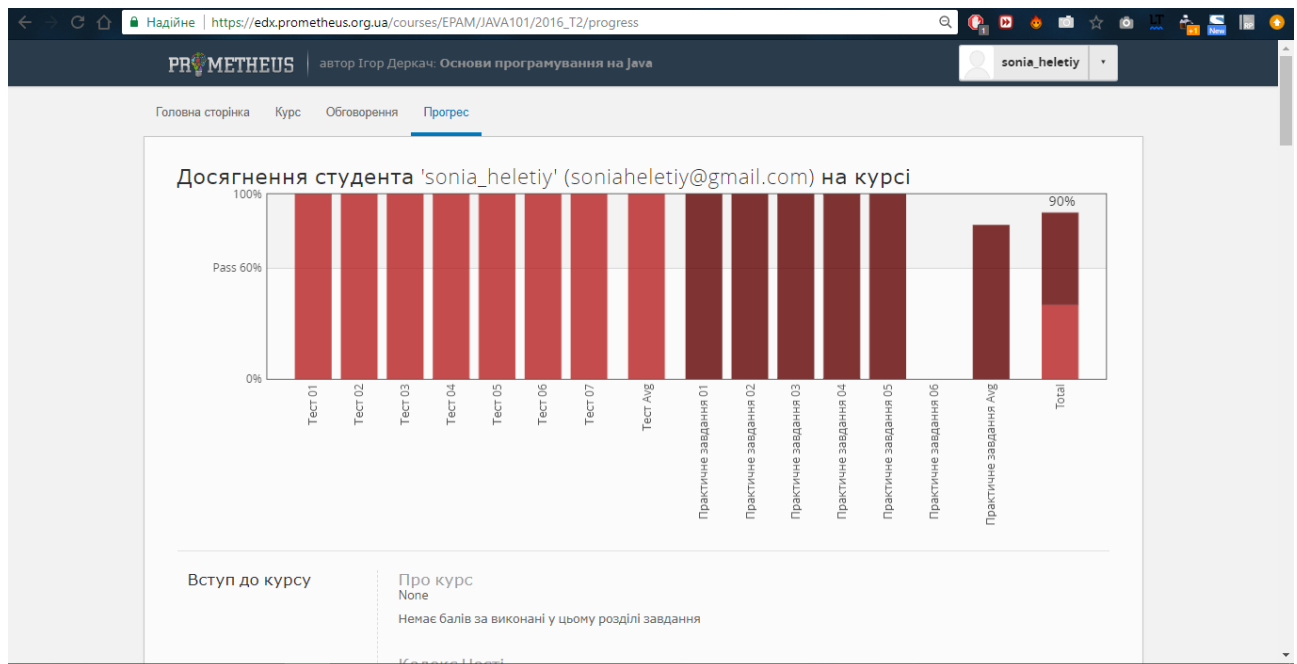 Надійне https://edx.prometheus.org.ua/courses/EPAM/JAVA101/2016_T2/progress
PROMETHEUS автор Ігор Деркач: Основи програмування на Java sonia_heletiy
Головна сторінка Курс Обговорення Прогрес
Досягнення студента 'sonia_heletiy' (soniaheletiy@gmail.com) на курсі
100%
90%
Pass 60%
0%
Тест 01
Тест 02
Тест 03
Тест 04
Тест 05
Тест 06
Тест 07
Тест Avg
Практичне завдання 01
Практичне завдання 02
Практичне завдання 03
Практичне завдання 04
Практичне завдання 05
Практичне завдання 06
Практичне завдання Avg
Total
Вступ до курсу
Про курс
None
Немає балів за виконані у цьому розділі завдання